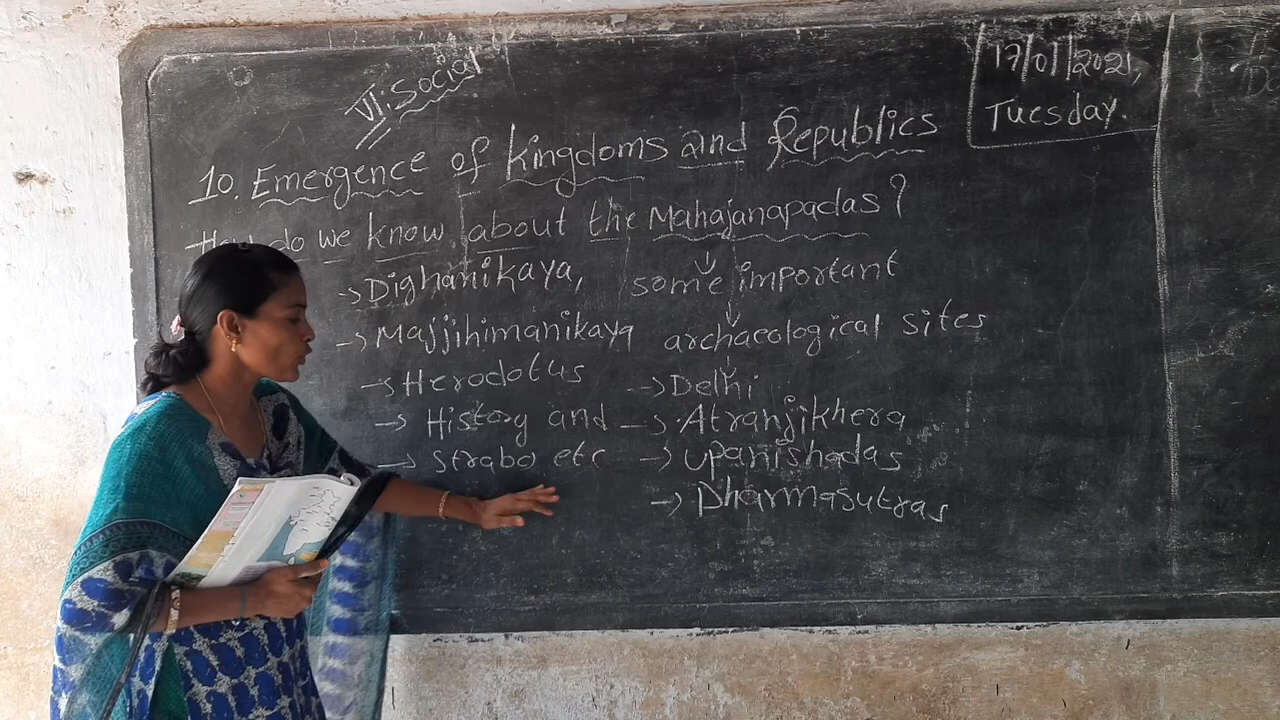 VI. Social
17/01/2021,
Tuesday.
10. Emergence of kingdoms and Republics
How do we know about the Mahajanapadas?
→Dighanikaya, some important
→Majjihimanikaya archaeological sites
→Herodotus →Delhi
→ History and → Atranjikhera
→ Strabo etc → upanishadas
→ Dharmasutras